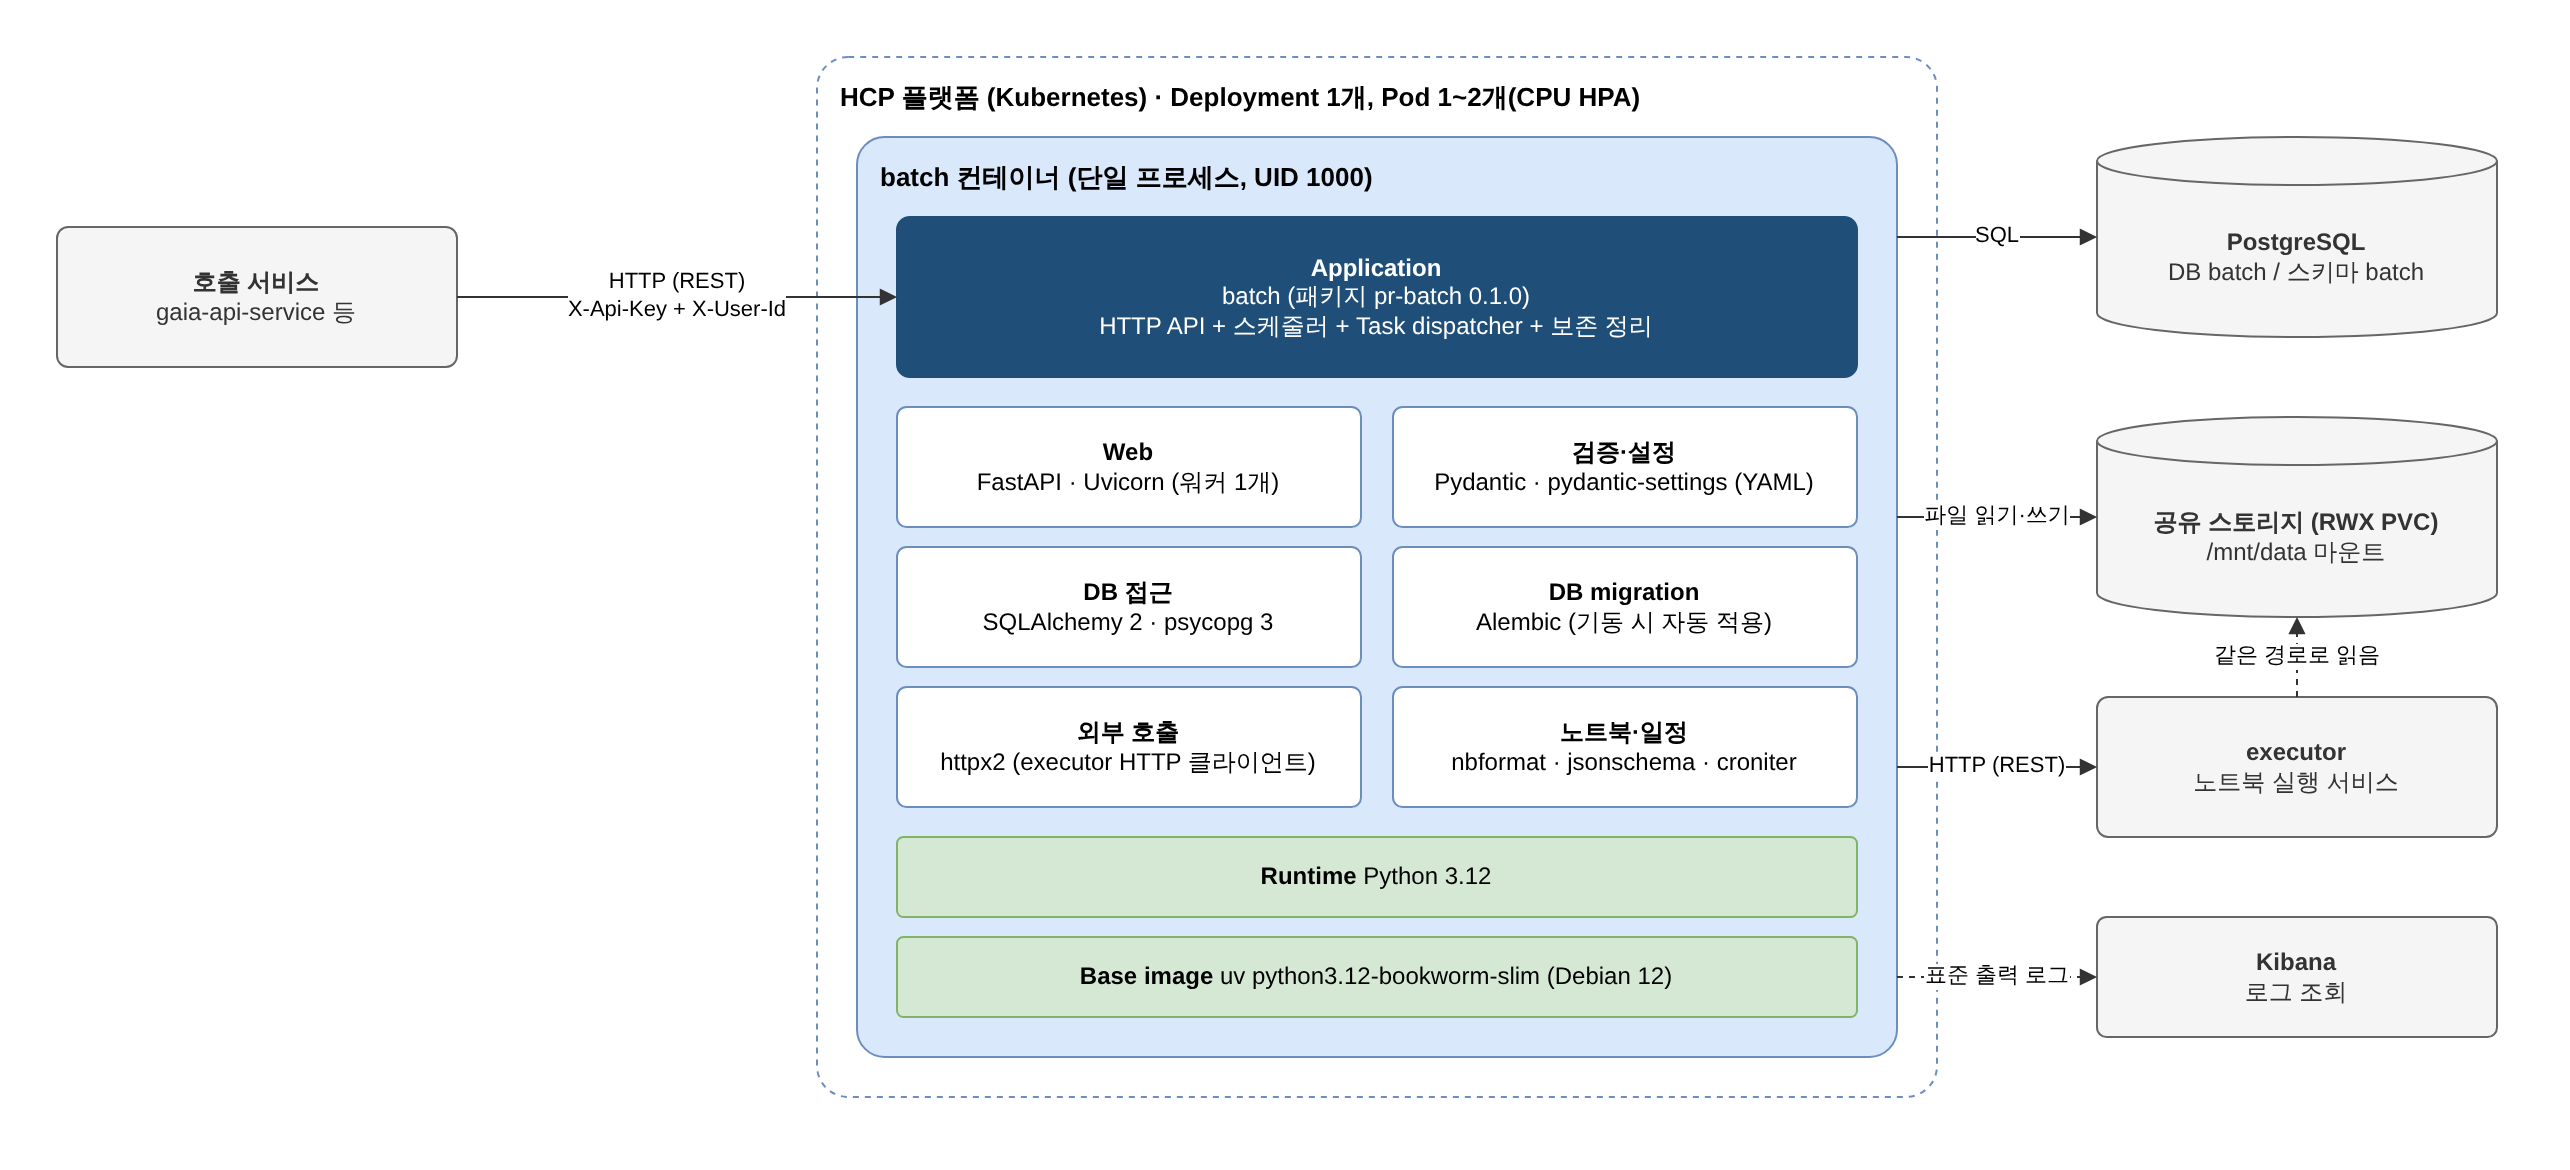 HCP 플랫폼 (Kubernetes) · Deployment 1개, Pod 1~2개(CPU HPA)
batch 컨테이너 (단일 프로세스, UID 1000)
호출 서비스
gaia-api-service 등
HTTP (REST)
X-Api-Key + X-User-Id
Application
batch (패키지 pr-batch 0.1.0)
HTTP API + 스케줄러 + Task dispatcher + 보존 정리
Web
FastAPI · Uvicorn (워커 1개)
검증·설정
Pydantic · pydantic-settings (YAML)
DB 접근
SQLAlchemy 2 · psycopg 3
DB migration
Alembic (기동 시 자동 적용)
외부 호출
httpx2 (executor HTTP 클라이언트)
노트북·일정
nbformat · jsonschema · croniter
Runtime Python 3.12
Base image uv python3.12-bookworm-slim (Debian 12)
SQL
PostgreSQL
DB batch / 스키마 batch
파일 읽기·쓰기
공유 스토리지 (RWX PVC)
/mnt/data 마운트
같은 경로로 읽음
HTTP (REST)
executor
노트북 실행 서비스
표준 출력 로그
Kibana
로그 조회